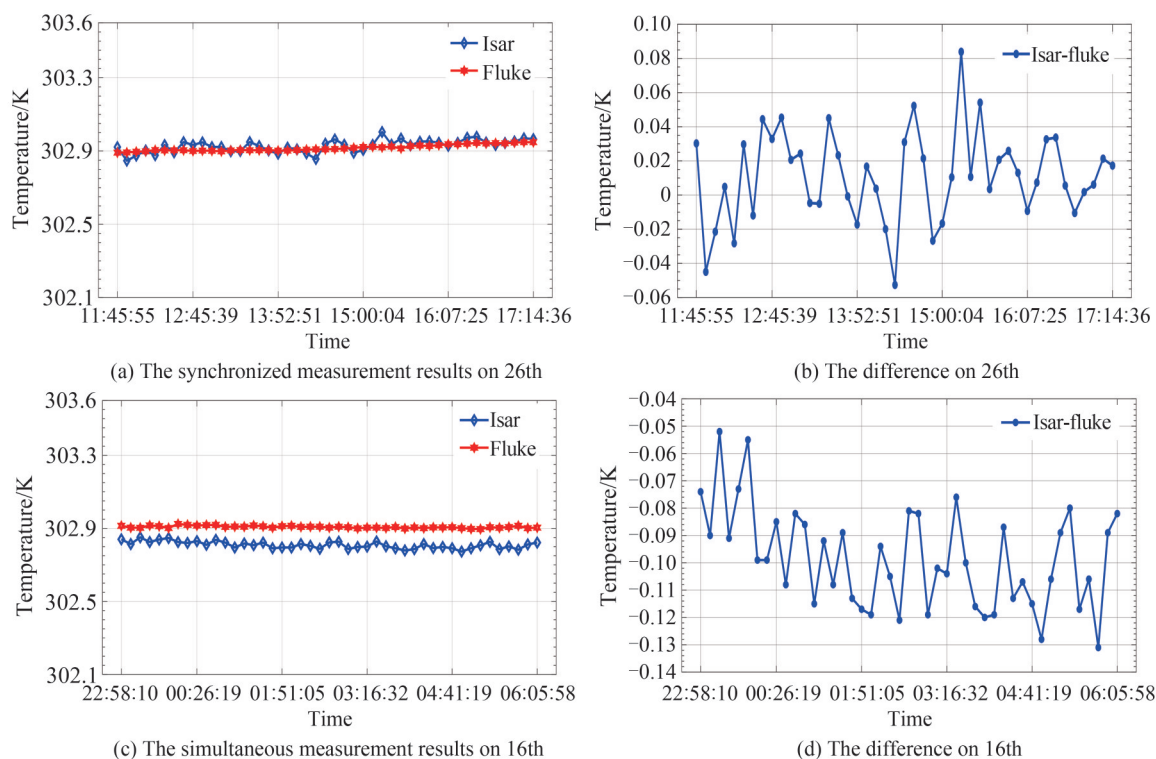 303.6
303.3
302.9
302.5
302.1
Temperature/K
Isar
Fluke
11:45:55 12:45:39 13:52:51 15:00:04 16:07:25 17:14:36
Time
(a) The synchronized measurement results on 26th
0.10
0.08
0.06
0.04
0.02
0
−0.02
−0.04
−0.06
Temperature/K
Isar-fluke
11:45:55 12:45:39 13:52:51 15:00:04 16:07:25 17:14:36
Time
(b) The difference on 26th
303.6
303.3
302.9
302.5
302.1
Temperature/K
Isar
Fluke
22:58:10 00:26:19 01:51:05 03:16:32 04:41:19 06:05:58
Time
(c) The simultaneous measurement results on 16th
−0.04
−0.05
−0.06
−0.07
−0.08
−0.09
−0.10
−0.11
−0.12
−0.13
−0.14
Temperature/K
Isar-fluke
22:58:10 00:26:19 01:51:05 03:16:32 04:41:19 06:05:58
Time
(d) The difference on 16th